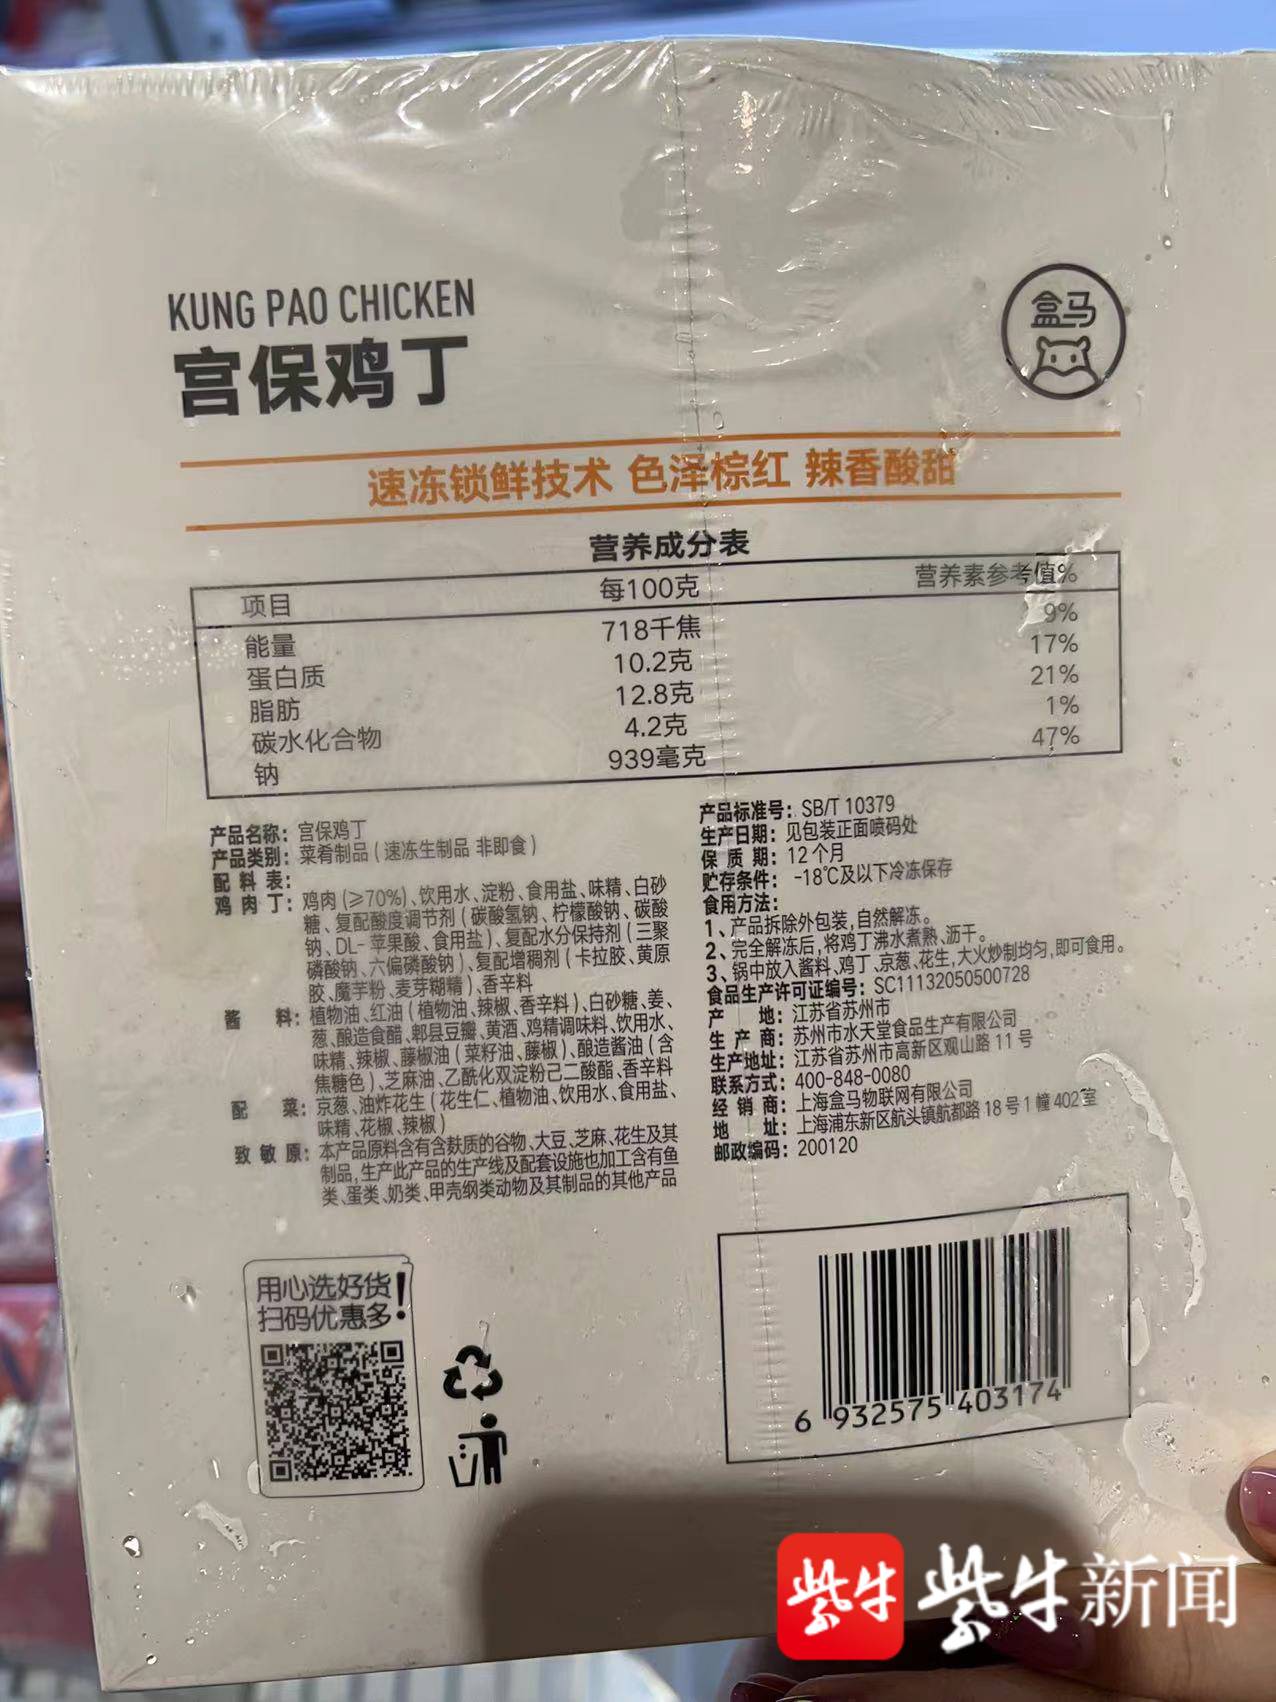 KUNG PAO CHICKEN
宫保鸡丁
盒马
速冻锁鲜技术 色泽棕红 辣香酸甜
营养成分表
项目 每100克 营养素参考值%
能量 718千焦 9%
蛋白质 10.2克 17%
脂肪 12.8克 21%
碳水化合物 4.2克 1%
钠 939毫克 47%
产品名称：宫保鸡丁
产品类别：菜肴制品（速冻生制品 非即食）
配料表：
鸡肉丁：鸡肉（≥70%）、饮用水、淀粉、食用盐、味精、白砂
糖、复配酸度调节剂（碳酸氢钠、柠檬酸钠、碳酸
钠、DL-苹果酸、食用盐）、复配水分保持剂（三聚
磷酸钠、六偏磷酸钠）、复配增稠剂（卡拉胶、黄原
胶、魔芋粉、麦芽糊精）、香辛料
酱料：植物油、红油（植物油、辣椒、香辛料）、白砂糖、姜、
葱、酿造食醋、郫县豆瓣、黄酒、鸡精调味料、饮用水、
味精、辣椒、藤椒油（菜籽油、藤椒）、酿造酱油（含
焦糖色）、芝麻油、乙酰化双淀粉己二酸酯、香辛料
配菜：京葱、油炸花生（花生仁、植物油、饮用水、食用盐、
味精、花椒、辣椒）
致敏原：本产品原料含有含麸质的谷物、大豆、芝麻、花生及其
制品，生产此产品的生产线及配套设施也加工含有鱼
类、蛋类、奶类、甲壳纲类动物及其制品的其他产品
产品标准号：SB/T 10379
生产日期：见包装正面喷码处
保质期：12个月
贮存条件：-18℃及以下冷冻保存
食用方法：
1、产品拆除外包装，自然解冻。
2、完全解冻后，将鸡丁沸水煮熟、沥干。
3、锅中放入酱料、鸡丁、京葱、花生，大火炒制均匀，即可食用。
食品生产许可证编号：SC11132050500728
产地：江苏省苏州市
生产商：苏州市水天堂食品生产有限公司
生产地址：江苏省苏州市高新区观山路11号
联系方式：400-848-0080
经销商：上海盒马物联网有限公司
地址：上海浦东新区航头镇航都路18号1幢402室
邮政编码：200120
用心选好货
扫码优惠多！
6 932575 403174
紫牛 紫牛新闻